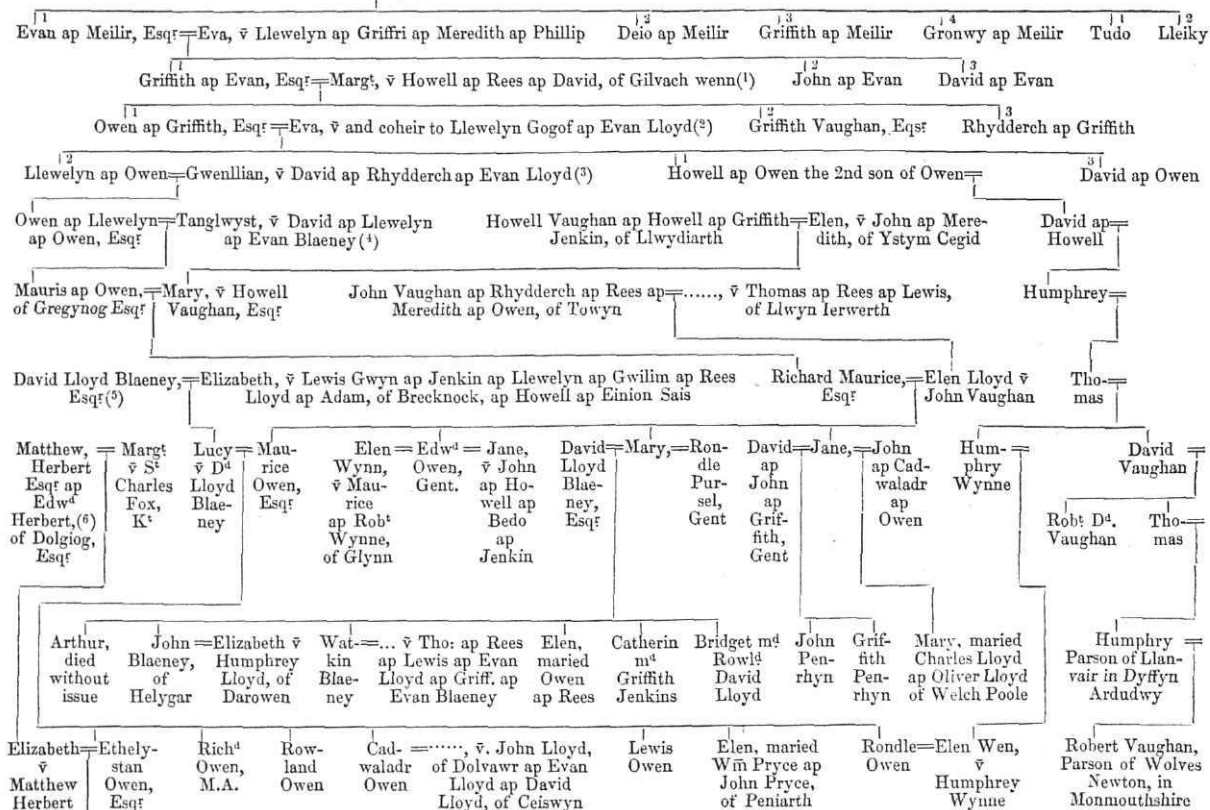 1 2 3 4 1 2
Evan ap Meilir, Esqr=Eva, v̄ Llewelyn ap Griffri ap Meredith ap Phillip Deio ap Meilir Griffith ap Meilir Gronwy ap Meilir Tudo Lleiky
1 2 3
Griffith ap Evan, Esqr=Margt, v̄ Howell ap Rees ap David, of Gilvach wenn(1) John ap Evan David ap Evan
1 2 3
Owen ap Griffith, Esqr=Eva, v̄ and coheir to Llewelyn Gogof ap Evan Lloyd(2) Griffith Vaughan, Eqsr Rhydderch ap Griffith
2 1 3
Llewelyn ap Owen=Gwenllian, v̄ David ap Rhydderch ap Evan Lloyd(3) Howell ap Owen the 2nd son of Owen= David ap Owen
Owen ap Llewelyn=Tanglwyst, v̄ David ap Llewelyn Howell Vaughan ap Howell ap Griffith=Elen, v̄ John ap Mere- David ap=
ap Owen, Esqr ap Evan Blaeney(4) Jenkin, of Llwydiarth dith, of Ystym Cegid Howell
Mauris ap Owen,=Mary, v̄ Howell John Vaughan ap Rhydderch ap Rees ap=......, v̄ Thomas ap Rees ap Lewis, Humphrey=
of Gregynog Esqr Vaughan, Esqr Meredith ap Owen, of Towyn of Llwyn Ierwerth
David Lloyd Blaeney,=Elizabeth, v̄ Lewis Gwyn ap Jenkin ap Llewelyn ap Gwilim ap Rees Richard Maurice,=Elen Lloyd v̄ Tho-=
Esqr(5) Lloyd ap Adam, of Brecknock, ap Howell ap Einion Sais Esqr John Vaughan mas
Matthew, = Margt Lucy= Mau- Elen = Edwd = Jane, David= Mary,=Ron- David= Jane,= John Hum-= David =
Herbert v̄ St v̄ Dd rice Wynn, Owen, v̄ John Lloyd dle ap ap Cad- phry Vaughan
Esqr ap Charles Lloyd Owen, v̄ Mau- Gent. ap Ho- Blae- Pur- John waladr Wynne
Edwd Fox, Blae- Esqr rice well ap ney, sel, ap ap Robt Dd. Tho-=
Herbert,(6) Kt ney ap Robt Bedo Esqr Gent Grif- Owen Vaughan mas
of Dolgiog, Wynne, ap fith,
Esqr of Glynn Jenkin Gent
Arthur, John =Elizabeth v̄ Wat-=... v̄ Tho: ap Rees Elen, Catherin Bridget md John Grif- Mary, maried Humphry =
died Blaeney, Humphrey kin ap Lewis ap Evan maried md Rowld Pen- fith Charles Lloyd Parson of Llan-
without of Lloyd, of Blae- Lloyd ap Griff. ap Owen Griffith David rhyn Pen- ap Oliver Lloyd vair in Dyffyn
issue Helygar Darowen ney Evan Blaeney ap Rees Jenkins Lloyd rhyn of Welch Poole Ardudwy
Elizabeth=Ethely- Richd Row- Cad- =......, v̄. John Lloyd, Lewis Elen, maried Rondle=Elen Wen, Robert Vaughan,
v̄ stan Owen, land waladr of Dolvawr ap Evan Owen Wm̄ Pryce ap Owen v̄ Parson of Wolves
Matthew Owen, M.A. Owen Owen Lloyd ap David John Pryce, Humphrey Newton, in
Herbert Esqr Lloyd, of Ceiswyn of Peniarth Wynne Monmouthshire